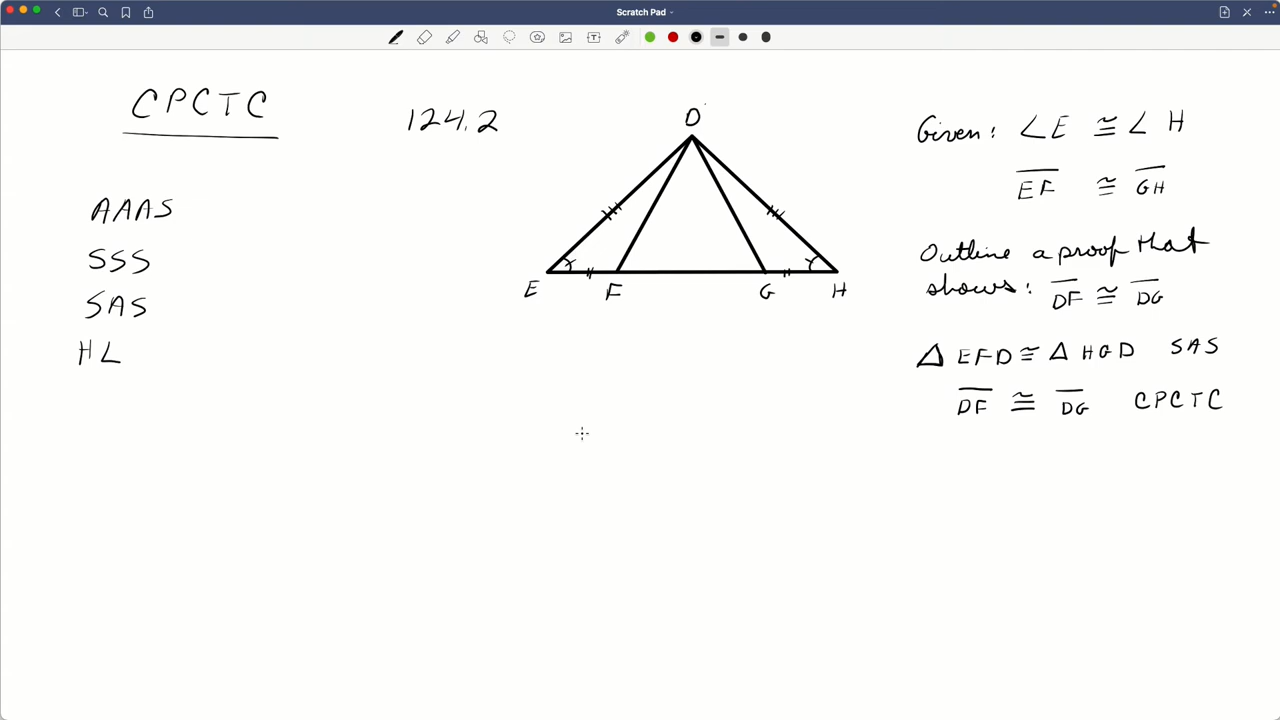 Scratch Pad
CPCTC
124.2
AAAS
SSS
SAS
HL
D
E F G H
Given: ∠E ≅ ∠H
EF ≅ GH
Outline a proof that
shows: DF ≅ DG
△EFD ≅ △HGD SAS
DF ≅ DG CPCTC